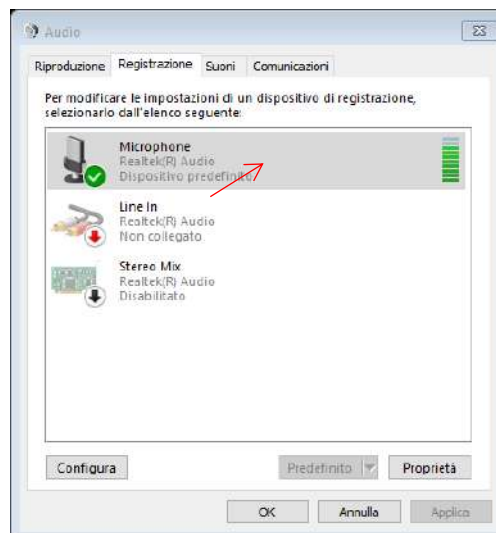 Audio
Riproduzione Registrazione Suoni Comunicazioni
Per modificare le impostazioni di un dispositivo di registrazione,
selezionarlo dall'elenco seguente:
Microphone
Realtek(R) Audio
Dispositivo predefinito
Line In
Realtek(R) Audio
Non collegato
Stereo Mix
Realtek(R) Audio
Disabilitato
Configura Predefinito Proprietà
OK Annulla Applica